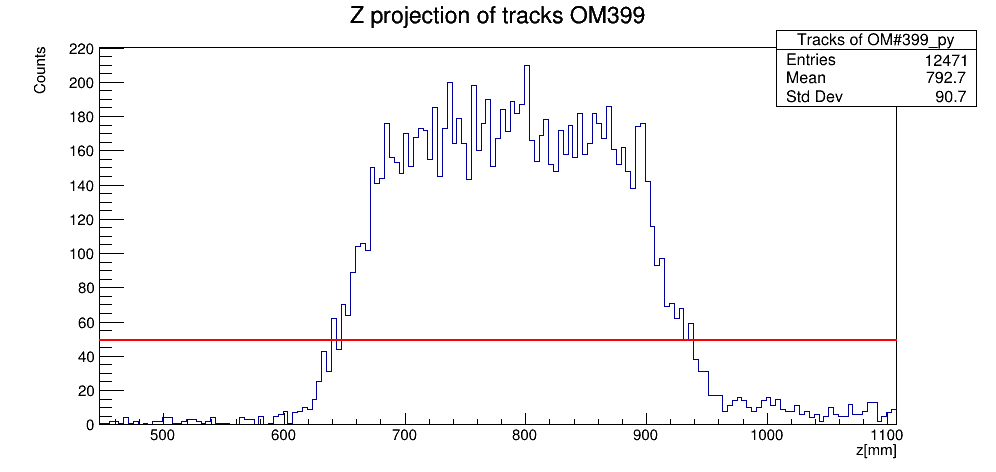 Z projection of tracks OM399
Tracks of OM#399_py
Entries 12471
Mean 792.7
Std Dev 90.7
Counts
220
200
180
160
140
120
100
80
60
40
20
0
500 600 700 800 900 1000 1100
z[mm]